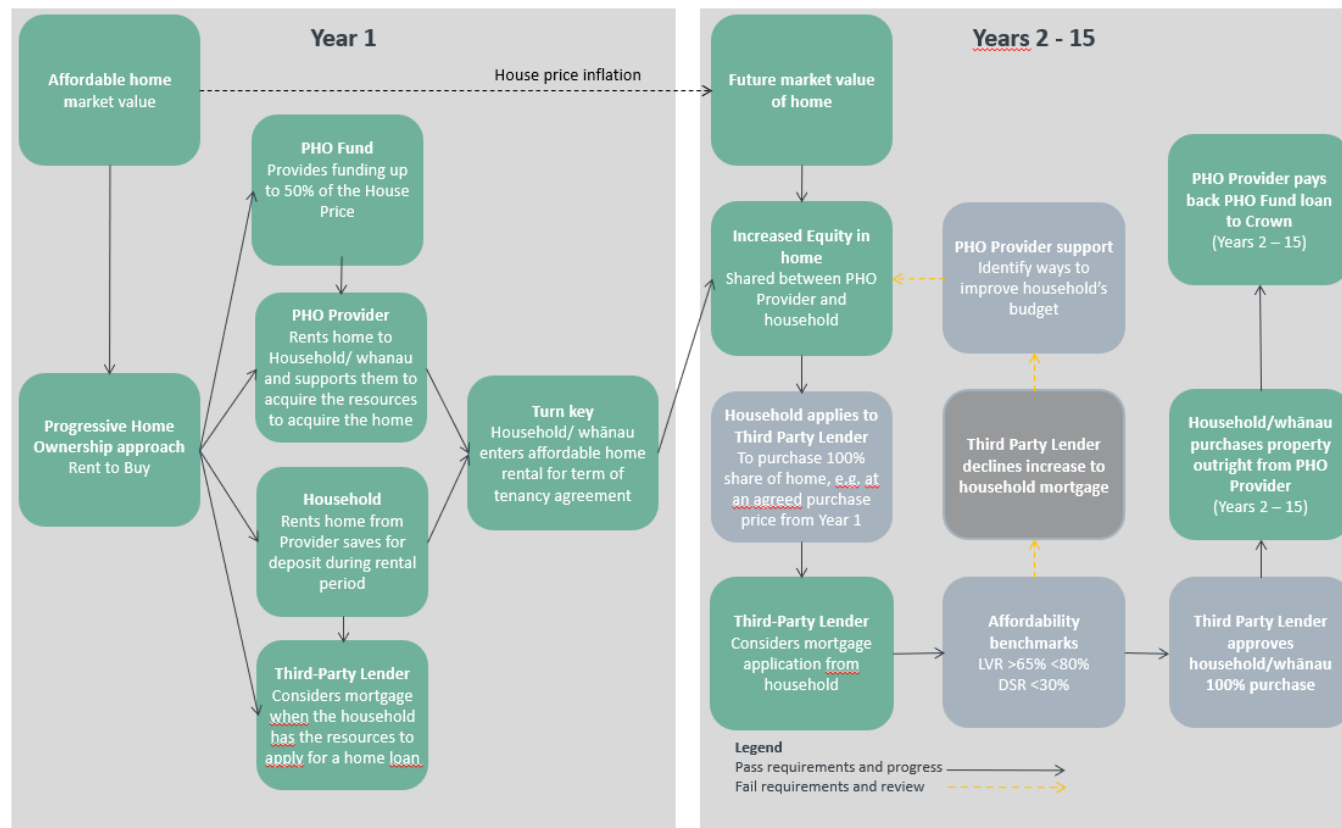 Year 1
Affordable home
market value
House price inflation
PHO Fund
Provides funding up
to 50% of the House
Price
PHO Provider
Rents home to
Household/ whanau
and supports them to
acquire the resources
to acquire the home
Progressive Home
Ownership approach
Rent to Buy
Turn key
Household/ whānau
enters affordable home
rental for term of
tenancy agreement
Household
Rents home from
Provider saves for
deposit during rental
period
Third-Party Lender
Considers mortgage
when the household
has the resources to
apply for a home loan
Years 2 - 15
Future market value
of home
Increased Equity in
home
Shared between PHO
Provider and
household
PHO Provider support
Identify ways to
improve household’s
budget
PHO Provider pays
back PHO Fund loan
to Crown
(Years 2 – 15)
Household applies to
Third Party Lender
To purchase 100%
share of home, e.g. at
an agreed purchase
price from Year 1
Third Party Lender
declines increase to
household mortgage
Household/whānau
purchases property
outright from PHO
Provider
(Years 2 – 15)
Third-Party Lender
Considers mortgage
application from
household
Affordability
benchmarks
LVR >65% <80%
DSR <30%
Third Party Lender
approves
household/whānau
100% purchase
Legend
Pass requirements and progress
Fail requirements and review